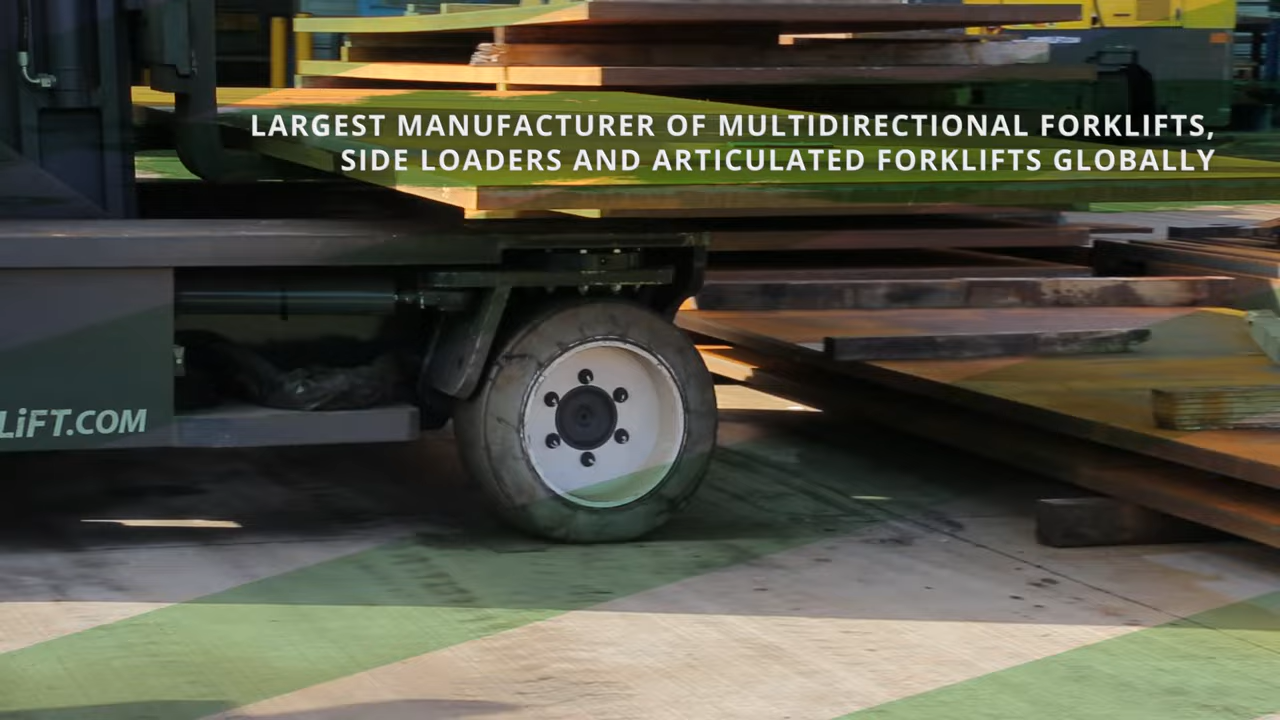 LARGEST MANUFACTURER OF MULTIDIRECTIONAL FORKLIFTS,
SIDE LOADERS AND ARTICULATED FORKLIFTS GLOBALLY
LiFT.COM